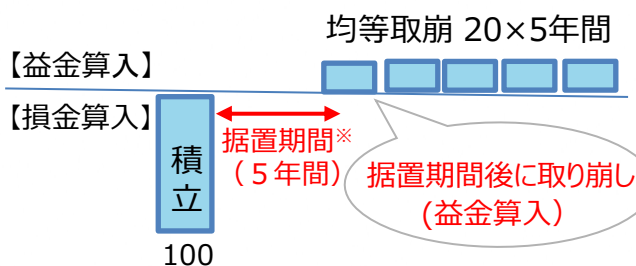 均等取崩 20×5年間
【益金算入】
【損金算入】
据置期間※
（５年間）
積立
100
据置期間後に取り崩し
(益金算入）